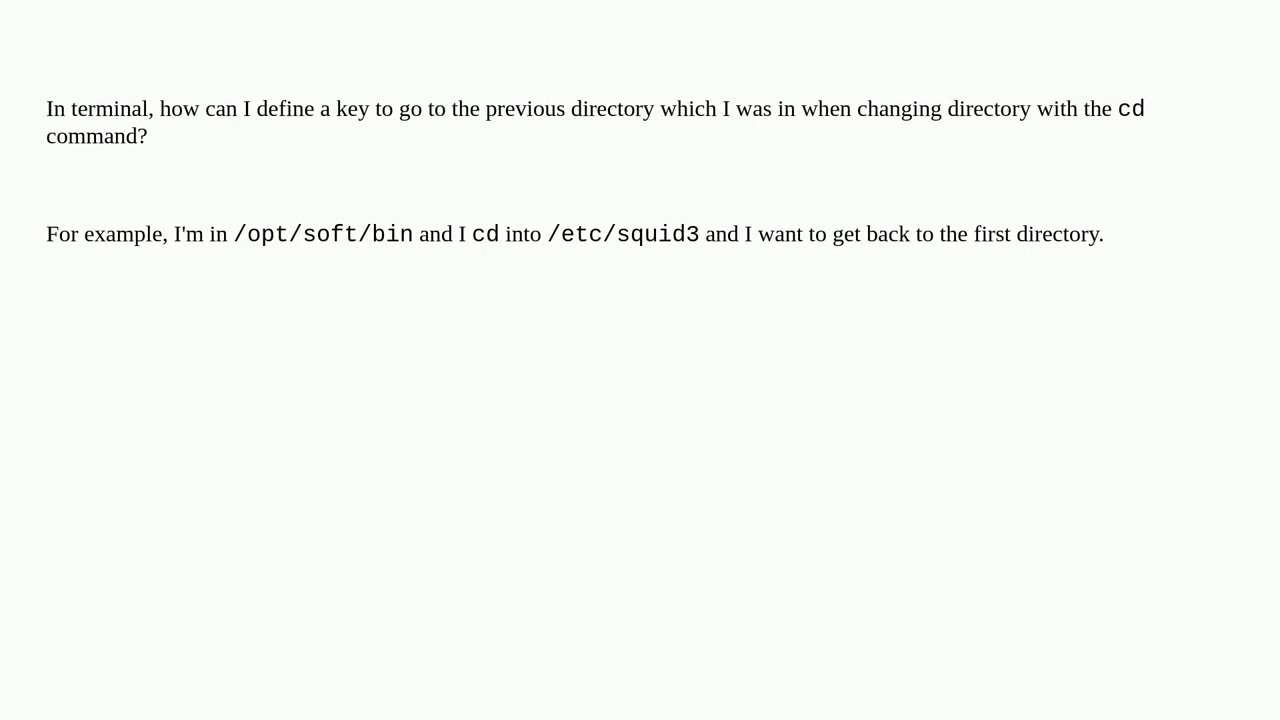 In terminal, how can I define a key to go to the previous directory which I was in when changing directory with the cd
command?
For example, I'm in /opt/soft/bin and I cd into /etc/squid3 and I want to get back to the first directory.